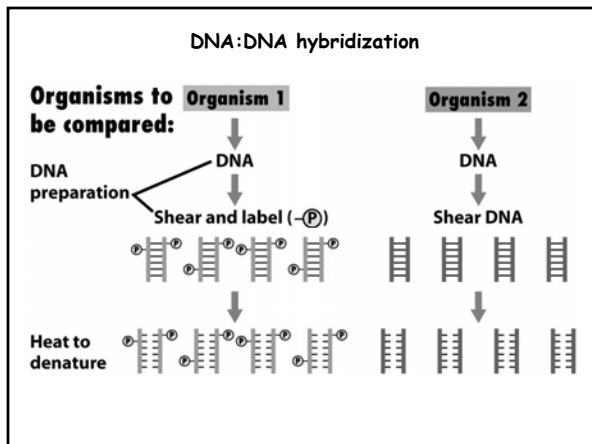 DNA:DNA hybridization
Organisms to
be compared:
Organism 1
Organism 2
DNA
DNA
DNA
preparation
Shear and label (–P)
Shear DNA
P P P P P P P P
Heat to
denature
P P P P P P P P